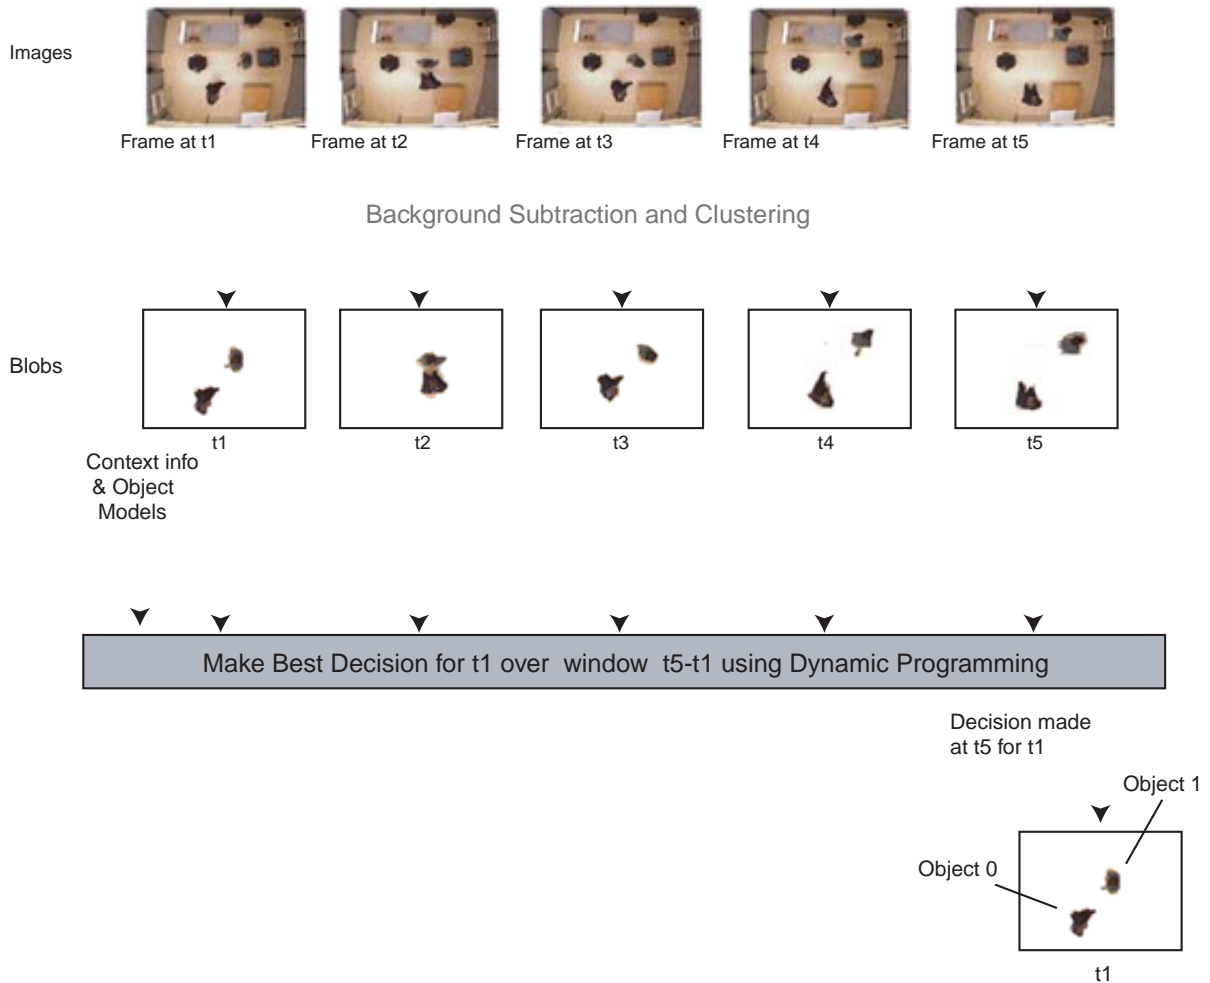 Images
Frame at t1
Frame at t2
Frame at t3
Frame at t4
Frame at t5
Background Subtraction and Clustering
Blobs
t1
t2
t3
t4
t5
Context info
& Object
Models
Make Best Decision for t1 over window t5-t1 using Dynamic Programming
Decision made
at t5 for t1
Object 1
Object 0
t1